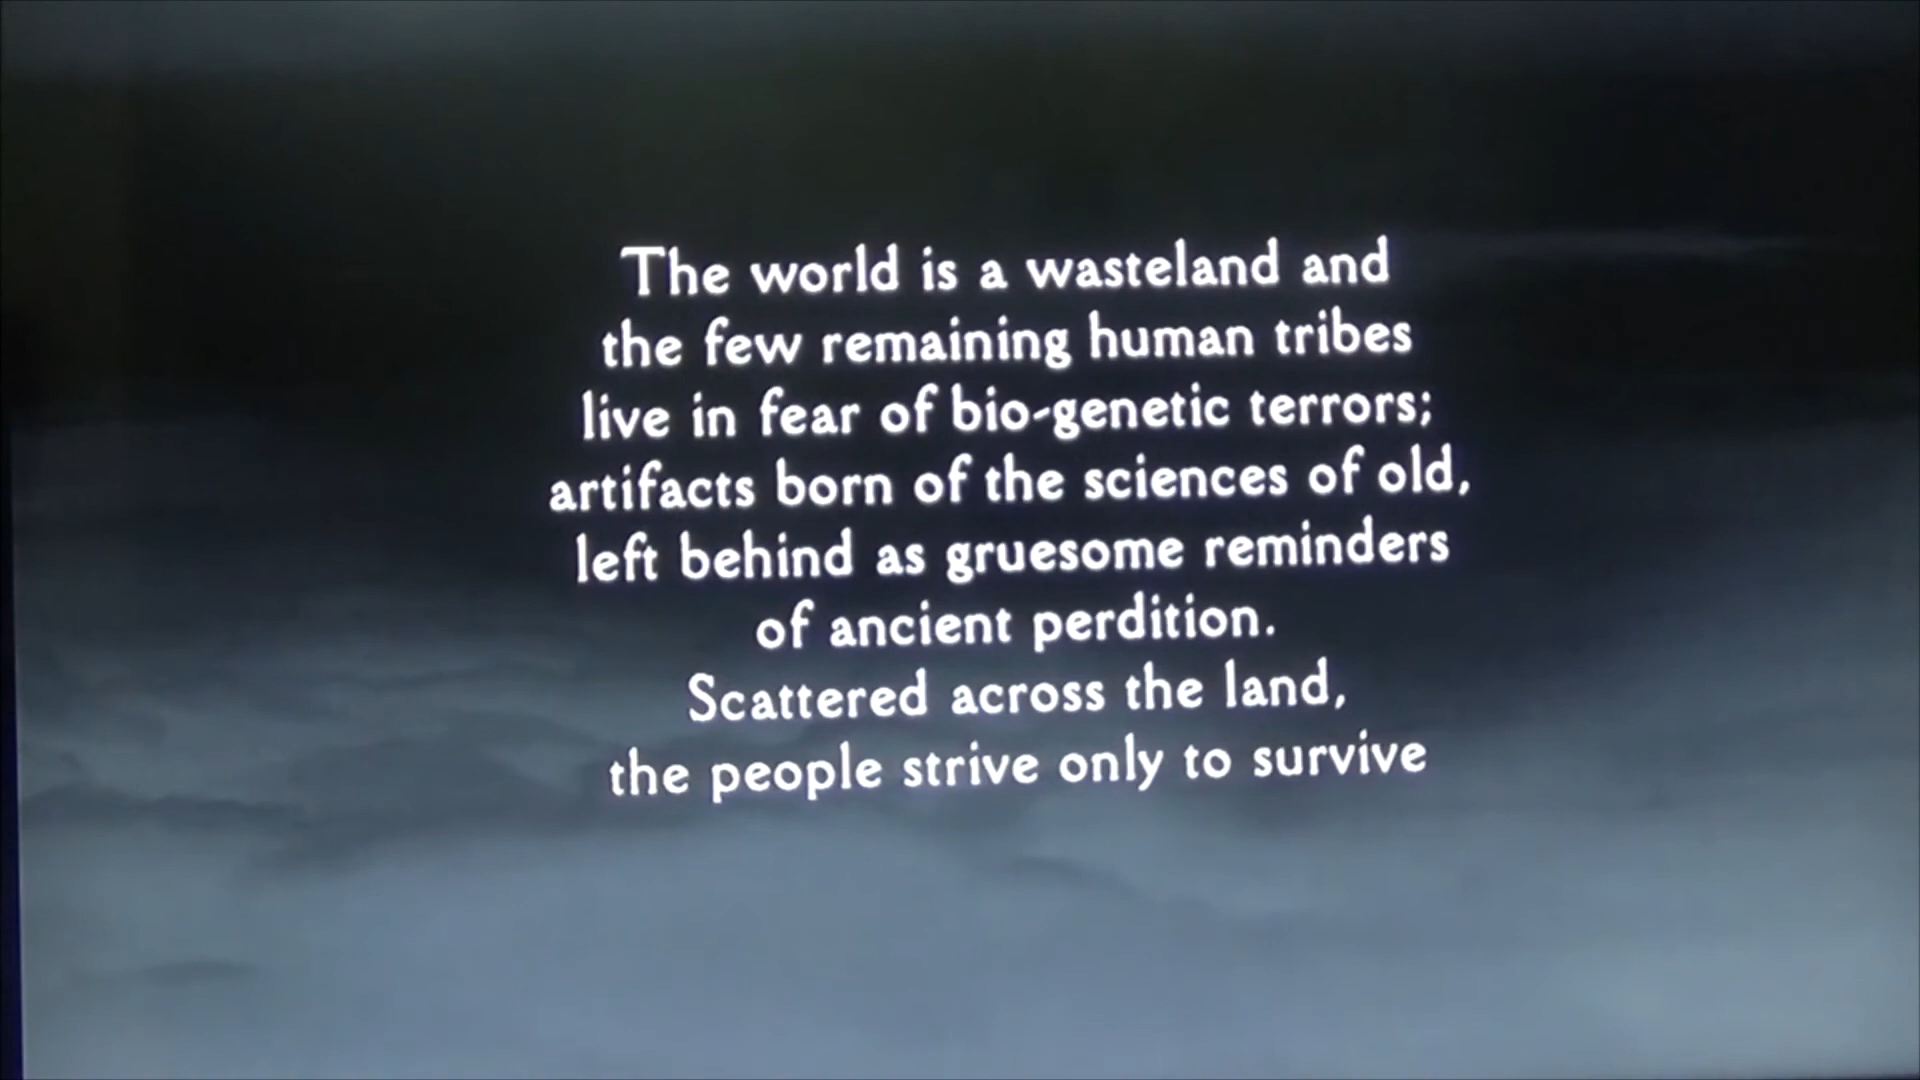 The world is a wasteland and
the few remaining human tribes
live in fear of bio-genetic terrors;
artifacts born of the sciences of old,
left behind as gruesome reminders
of ancient perdition.
Scattered across the land,
the people strive only to survive